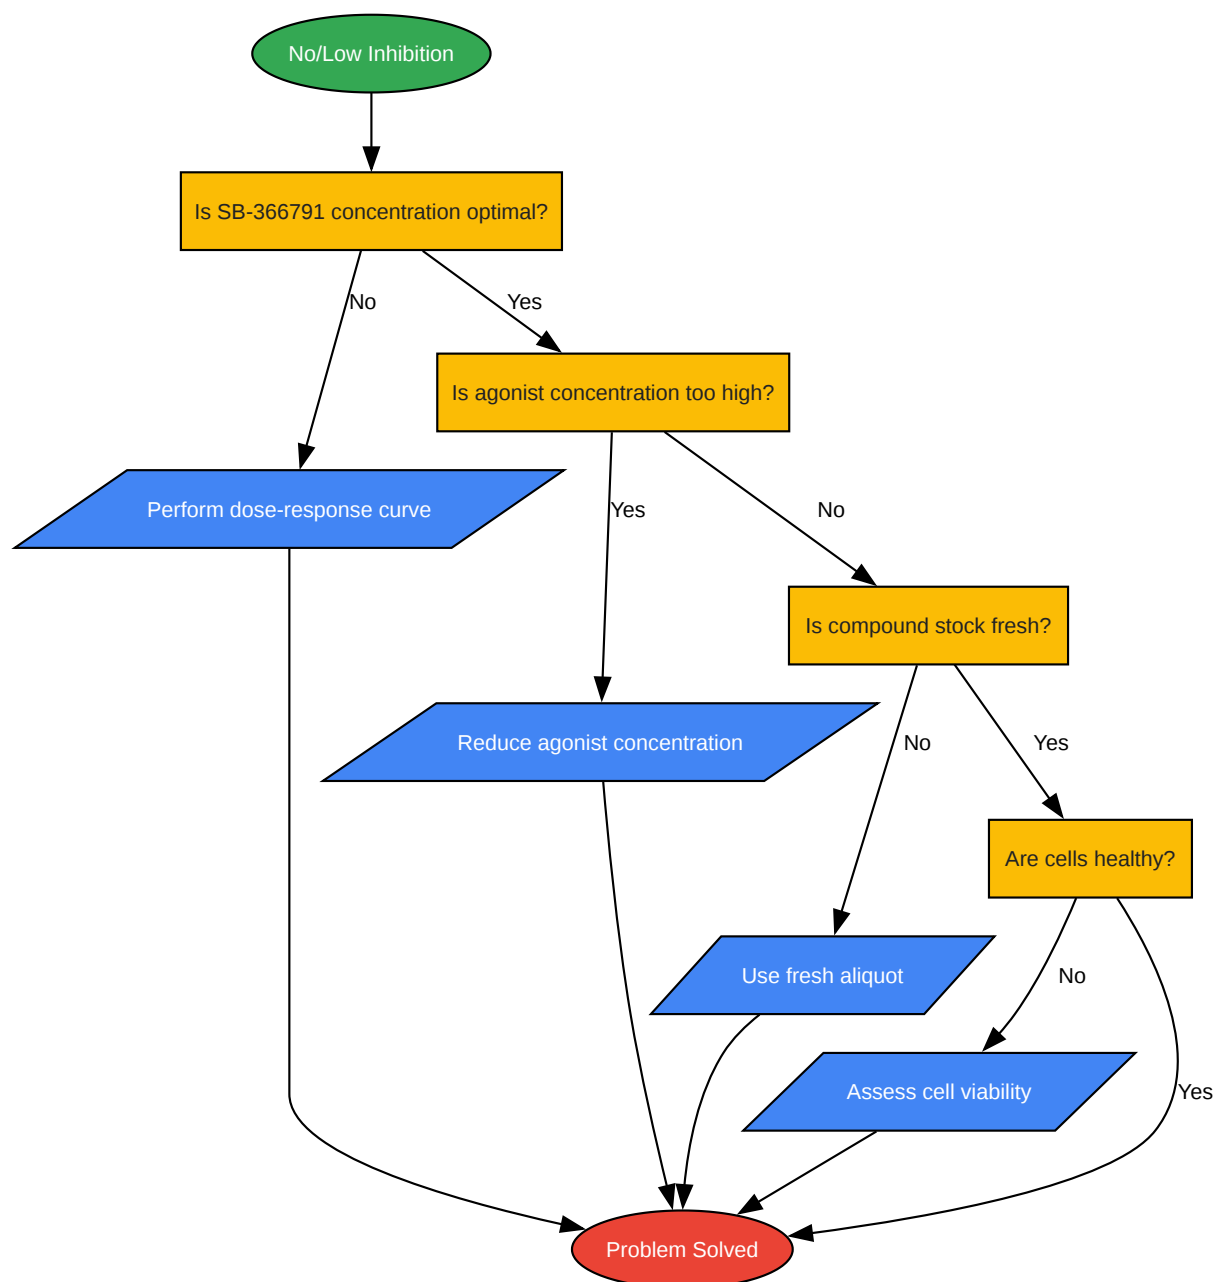 No/Low Inhibition
Is SB-366791 concentration optimal?
No
Yes
Is agonist concentration too high?
Perform dose-response curve
Yes
No
Is compound stock fresh?
Reduce agonist concentration
No
Yes
Are cells healthy?
Use fresh aliquot
No
Assess cell viability
Yes
Problem Solved